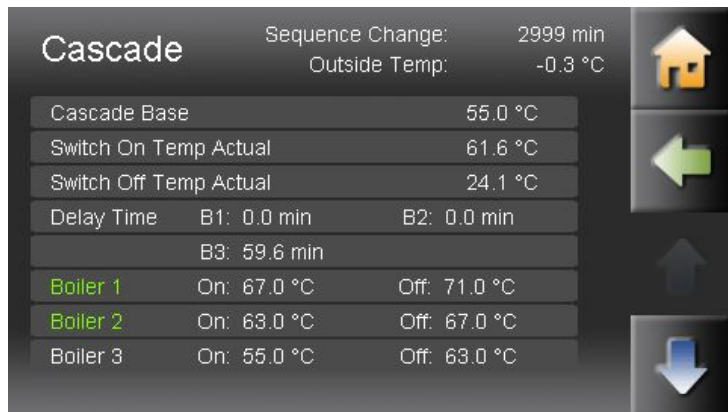 Cascade
Sequence Change: 2999 min
Outside Temp: -0.3 °C
Cascade Base 55.0 °C
Switch On Temp Actual 61.6 °C
Switch Off Temp Actual 24.1 °C
Delay Time B1: 0.0 min B2: 0.0 min
B3: 59.6 min
Boiler 1 On: 67.0 °C Off: 71.0 °C
Boiler 2 On: 63.0 °C Off: 67.0 °C
Boiler 3 On: 55.0 °C Off: 63.0 °C